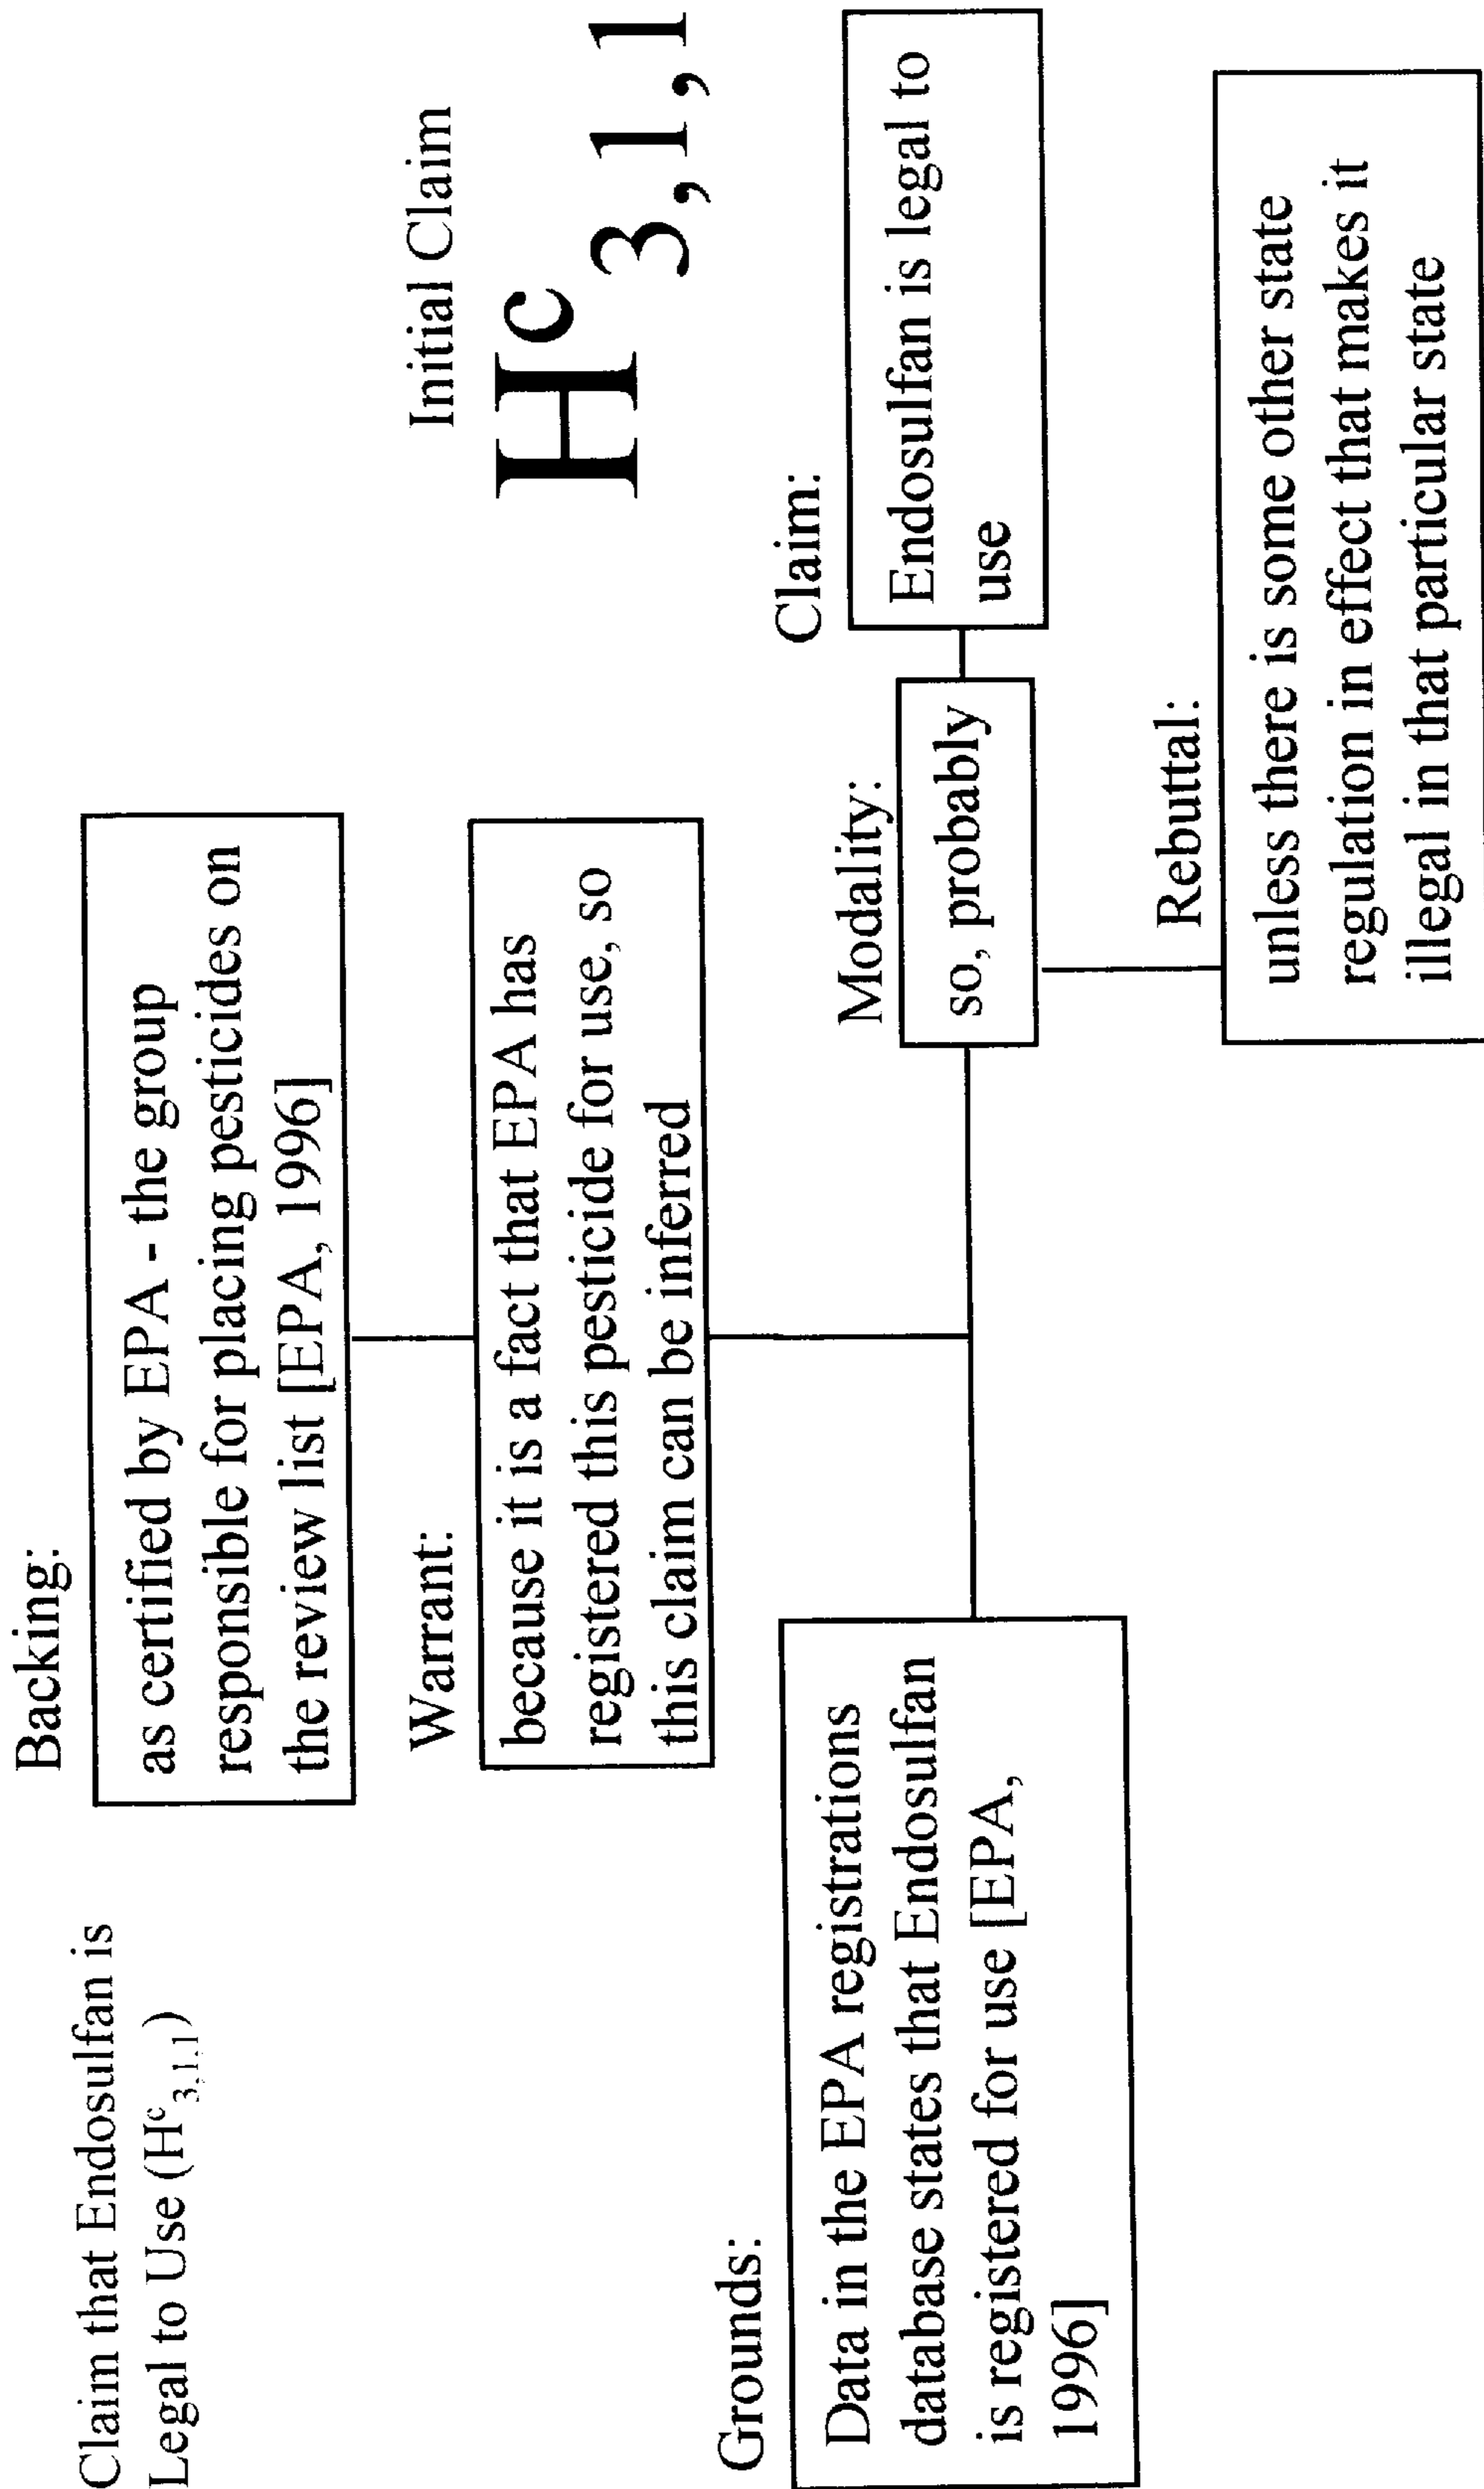 Claim that Endosulfan is
Legal to Use (Hᶜ₃,₁,₁)
Backing:
as certified by EPA - the group
responsible for placing pesticides on
the review list [EPA, 1996]
Initial Claim
Hᶜ₃,₁,₁
Warrant:
because it is a fact that EPA has
registered this pesticide for use, so
this claim can be inferred
Grounds:
Data in the EPA registrations
database states that Endosulfan
is registered for use [EPA,
1996]
Modality:
so, probably
Claim:
Endosulfan is legal to
use
Rebuttal:
unless there is some other state
regulation in effect that makes it
illegal in that particular state